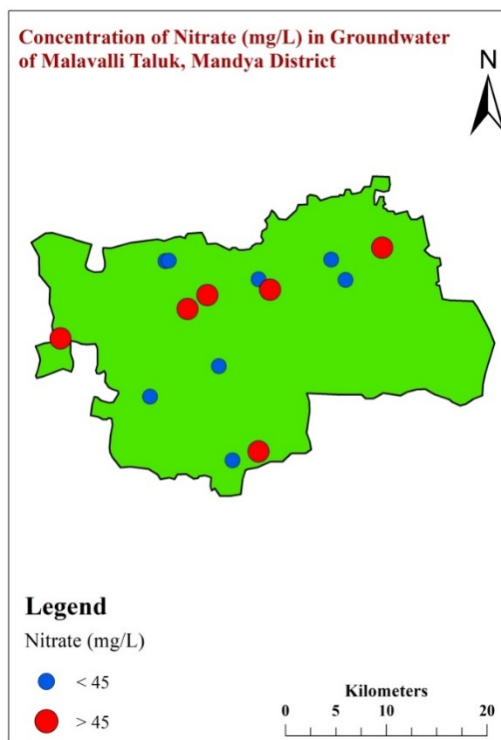 Concentration of Nitrate (mg/L) in Groundwater
of Malavalli Taluk, Mandya District
N
Legend
Nitrate (mg/L)
< 45
> 45
Kilometers
0 5 10 20